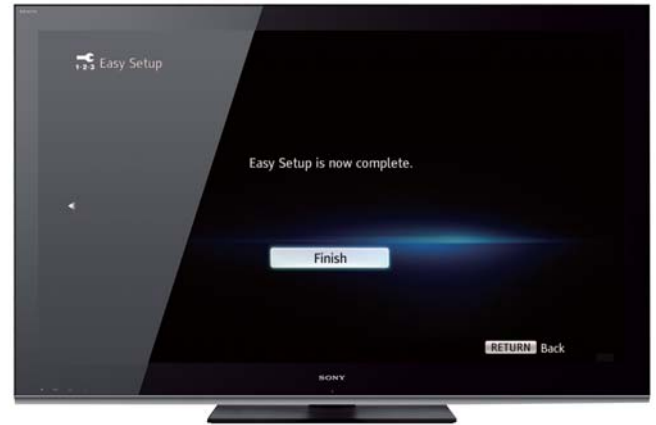 Easy Setup
1-2-3
Easy Setup is now complete.
Finish
RETURN Back
SONY